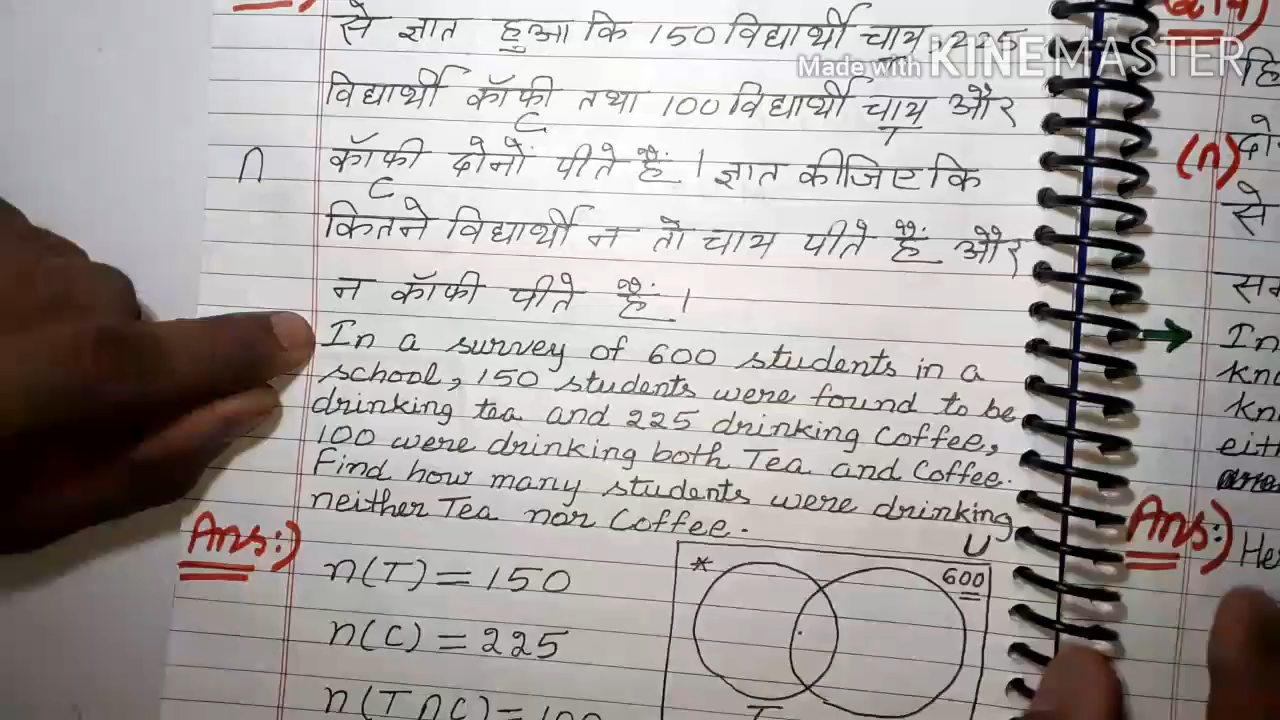 से ज्ञात हुआ कि 150 विद्यार्थी चाय, 225
Made with KINEMASTER
विद्यार्थी कॉफी तथा 100 विद्यार्थी चाय और
C T
∩ कॉफी दोनों पीते हैं। ज्ञात कीजिए कि
C
कितने विद्यार्थी न तो चाय पीते हैं और
न कॉफी पीते हैं।
In a survey of 600 students in a
school, 150 students were found to be
drinking tea and 225 drinking Coffee,
100 were drinking both Tea and Coffee.
Find how many students were drinking
neither Tea nor Coffee.
Ans:)
n(T) = 150
n(C) = 225
n(T∩C) = 100
U
* 600
T
(n)
हि
से
In
Ans:)